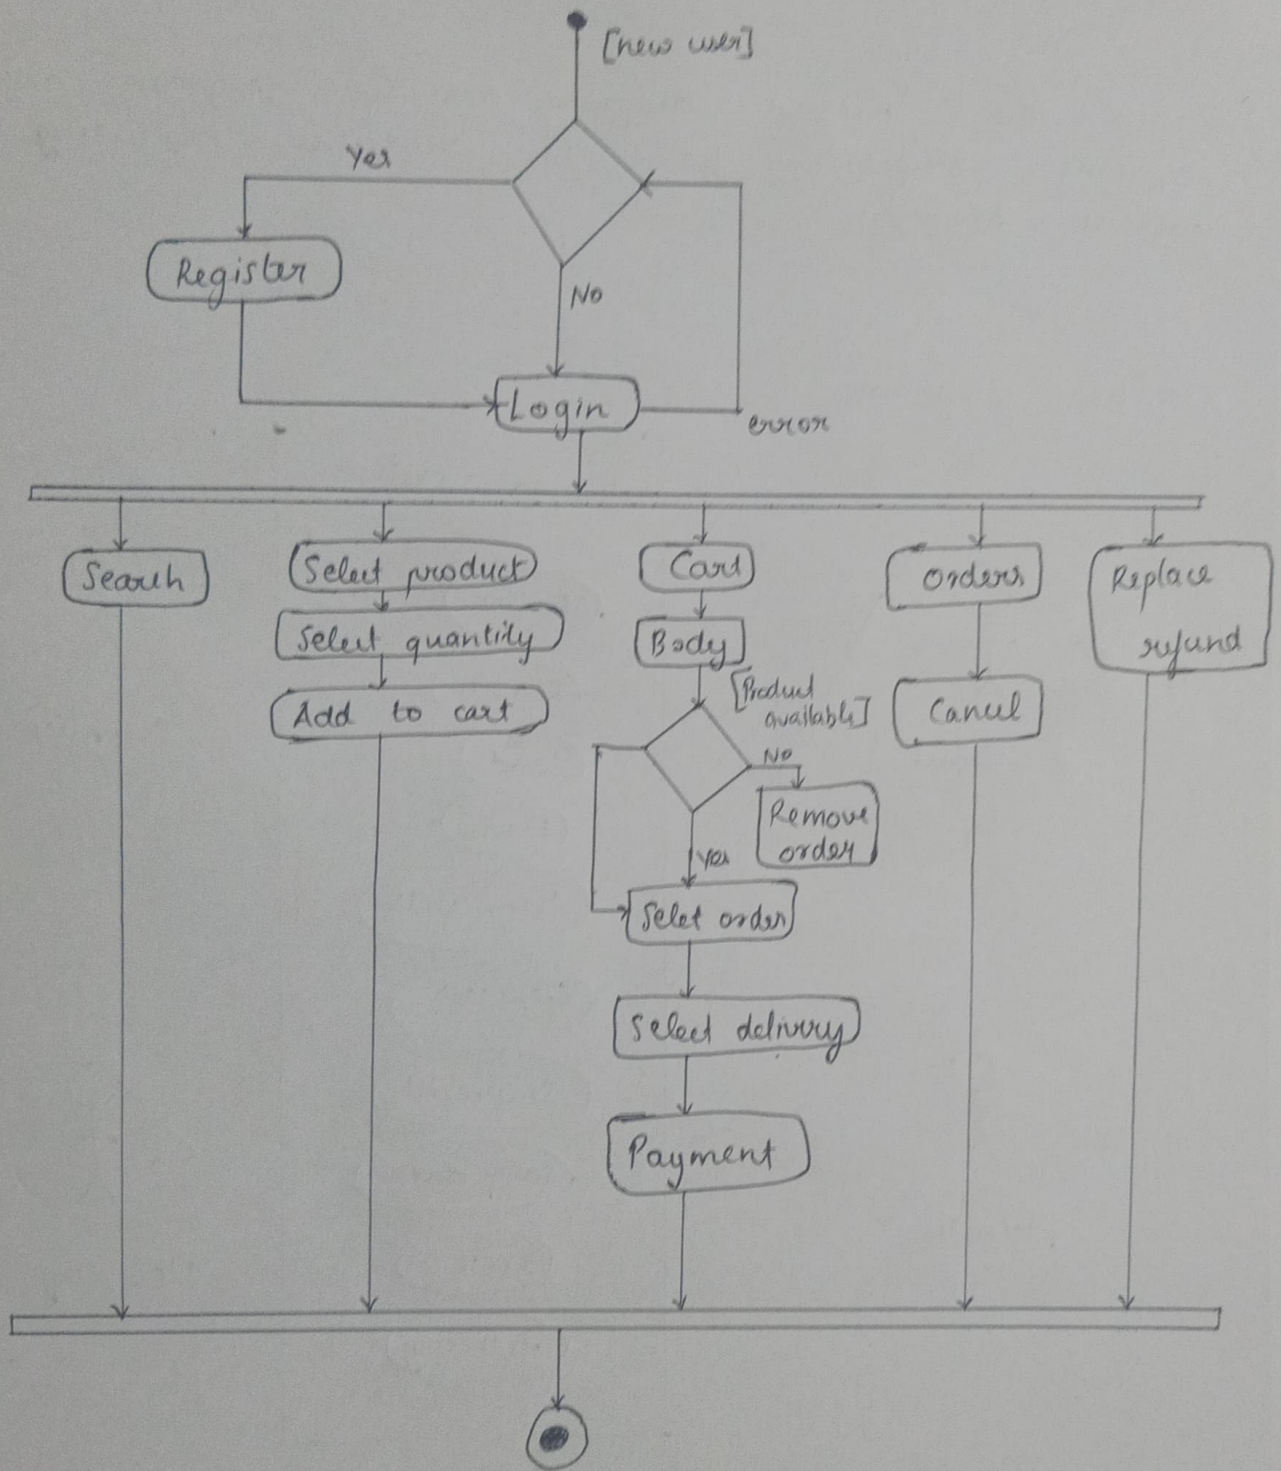 [new user]
Yes
Register
No
Login
error
Search
Select product
Cart
Orders
Replace
refund
Select quantity
Body
Add to cart
[Product
available]
Cancel
No
Remove
order
Yes
Selet order
Select delivery
Payment